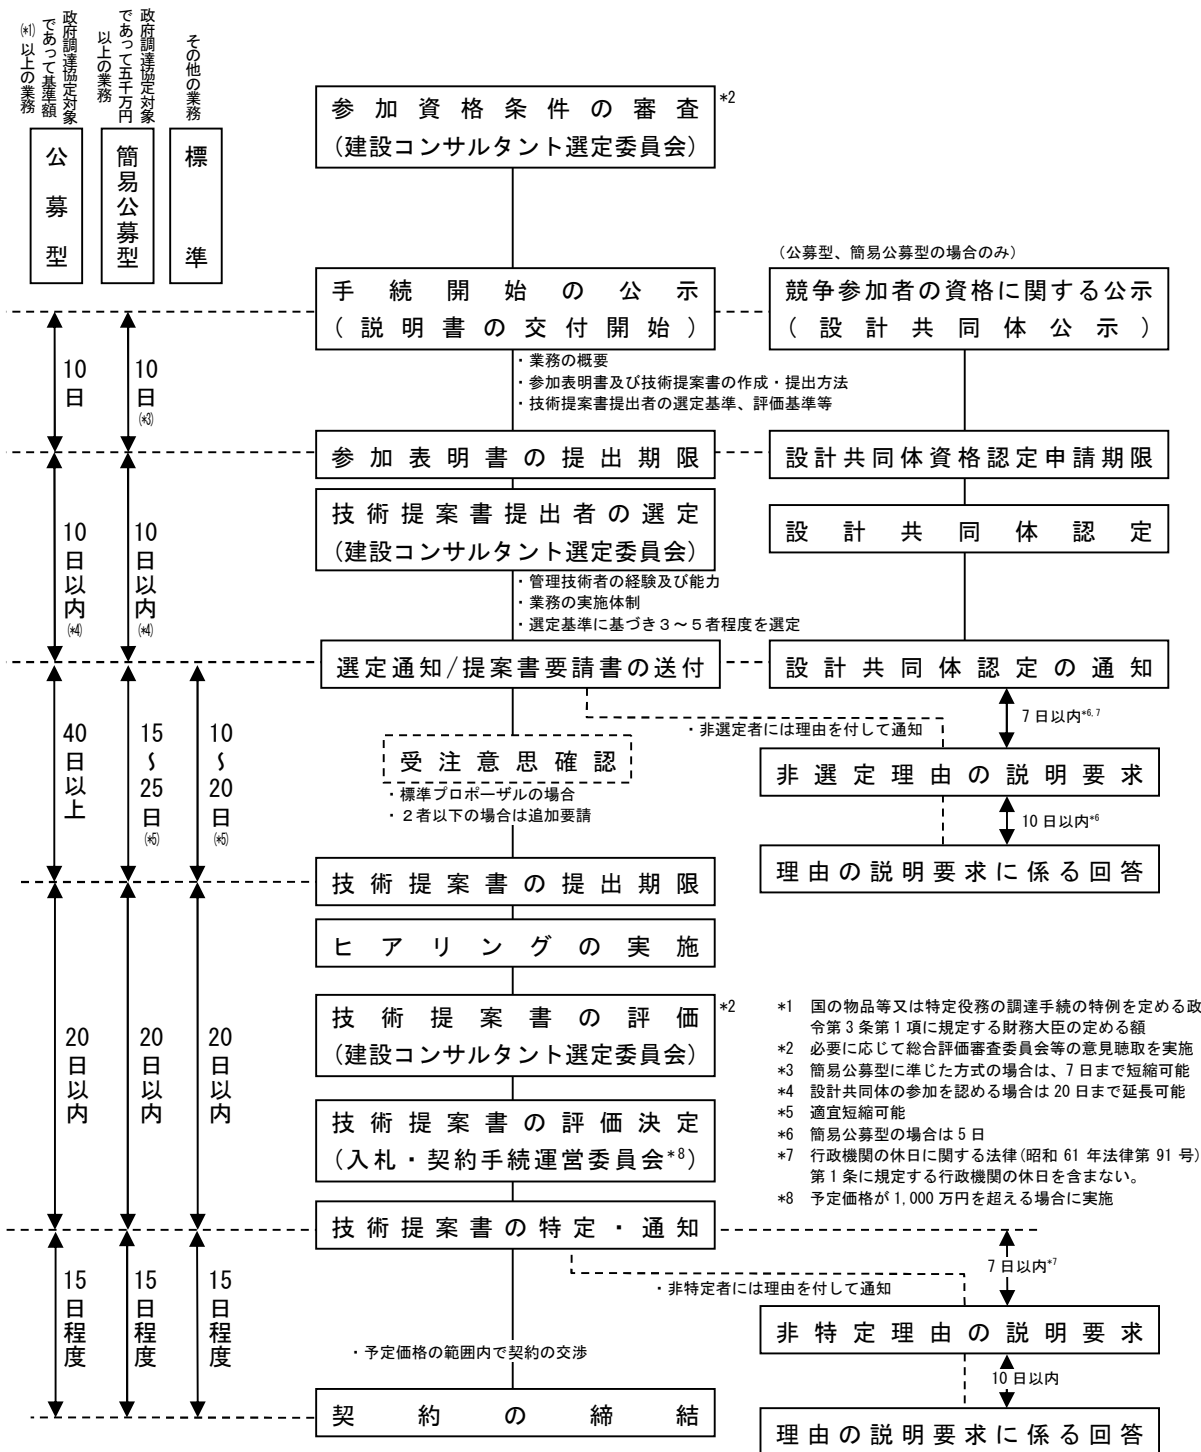 政府調達協定対象
であって基準額
(*1)以上の業務
公募型
政府調達協定対象
であって五千万円
以上の業務
簡易公募型
その他の業務
標準
参加資格条件の審査*2
(建設コンサルタント選定委員会)
(公募型、簡易公募型の場合のみ)
手続開始の公示
(説明書の交付開始)
競争参加者の資格に関する公示
(設計共同体公示)
・業務の概要
・参加表明書及び技術提案書の作成・提出方法
・技術提案書提出者の選定基準、評価基準等
10日
10日(*3)
参加表明書の提出期限
設計共同体資格認定申請期限
技術提案書提出者の選定
(建設コンサルタント選定委員会)
設計共同体認定
・管理技術者の経験及び能力
・業務の実施体制
・選定基準に基づき3～5者程度を選定
10日以内(*4)
10日以内(*4)
選定通知/提案書要請書の送付
設計共同体認定の通知
7日以内*6,7
・非選定者には理由を付して通知
受注意思確認
・標準プロポーザルの場合
・2者以下の場合は追加要請
非選定理由の説明要求
10日以内*6
理由の説明要求に係る回答
40日以上
15～25日(*5)
10～20日(*5)
技術提案書の提出期限
ヒアリングの実施
技術提案書の評価*2
(建設コンサルタント選定委員会)
技術提案書の評価決定
(入札・契約手続運営委員会*8)
20日以内
20日以内
20日以内
*1 国の物品等又は特定役務の調達手続の特例を定める政
令第3条第1項に規定する財務大臣の定める額
*2 必要に応じて総合評価審査委員会等の意見聴取を実施
*3 簡易公募型に準じた方式の場合は、7日まで短縮可能
*4 設計共同体の参加を認める場合は20日まで延長可能
*5 適宜短縮可能
*6 簡易公募型の場合は5日
*7 行政機関の休日に関する法律(昭和61年法律第91号)
第1条に規定する行政機関の休日を含まない。
*8 予定価格が1,000万円を超える場合に実施
技術提案書の特定・通知
7日以内*7
・非特定者には理由を付して通知
非特定理由の説明要求
10日以内
理由の説明要求に係る回答
15日程度
15日程度
15日程度
・予定価格の範囲内で契約の交渉
契約の締結